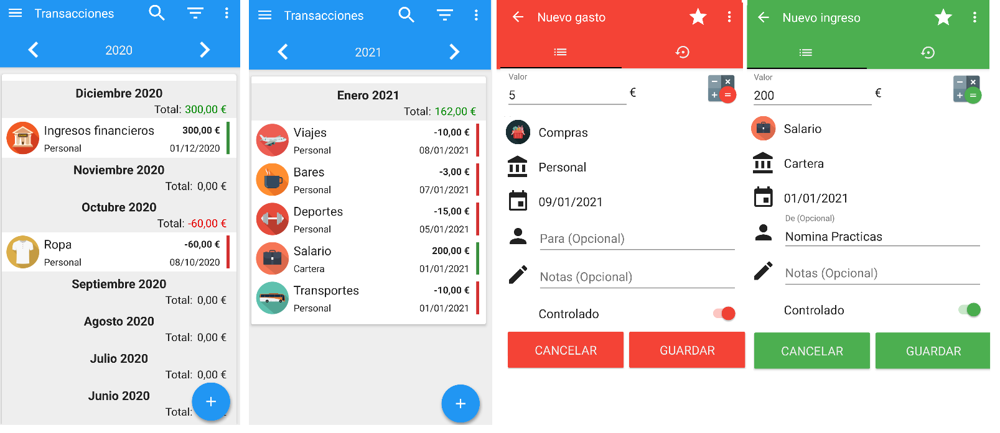 Transacciones
2020
Diciembre 2020
Total: 300,00 €
Ingresos financieros 300,00 €
Personal 01/12/2020
Noviembre 2020
Total: 0,00 €
Octubre 2020
Total: -60,00 €
Ropa -60,00 €
Personal 08/10/2020
Septiembre 2020
Total: 0,00 €
Agosto 2020
Total: 0,00 €
Julio 2020
Total: 0,00 €
Junio 2020
Total:
Transacciones
2021
Enero 2021
Total: 162,00 €
Viajes -10,00 €
Personal 08/01/2021
Bares -3,00 €
Personal 07/01/2021
Deportes -15,00 €
Personal 05/01/2021
Salario 200,00 €
Cartera 01/01/2021
Transportes -10,00 €
Personal 01/01/2021
Nuevo gasto
Valor
5 €
Compras
Personal
09/01/2021
Para (Opcional)
Notas (Opcional)
Controlado
CANCELAR GUARDAR
Nuevo ingreso
Valor
200 €
Salario
Cartera
01/01/2021
De (Opcional)
Nomina Practicas
Notas (Opcional)
Controlado
CANCELAR GUARDAR